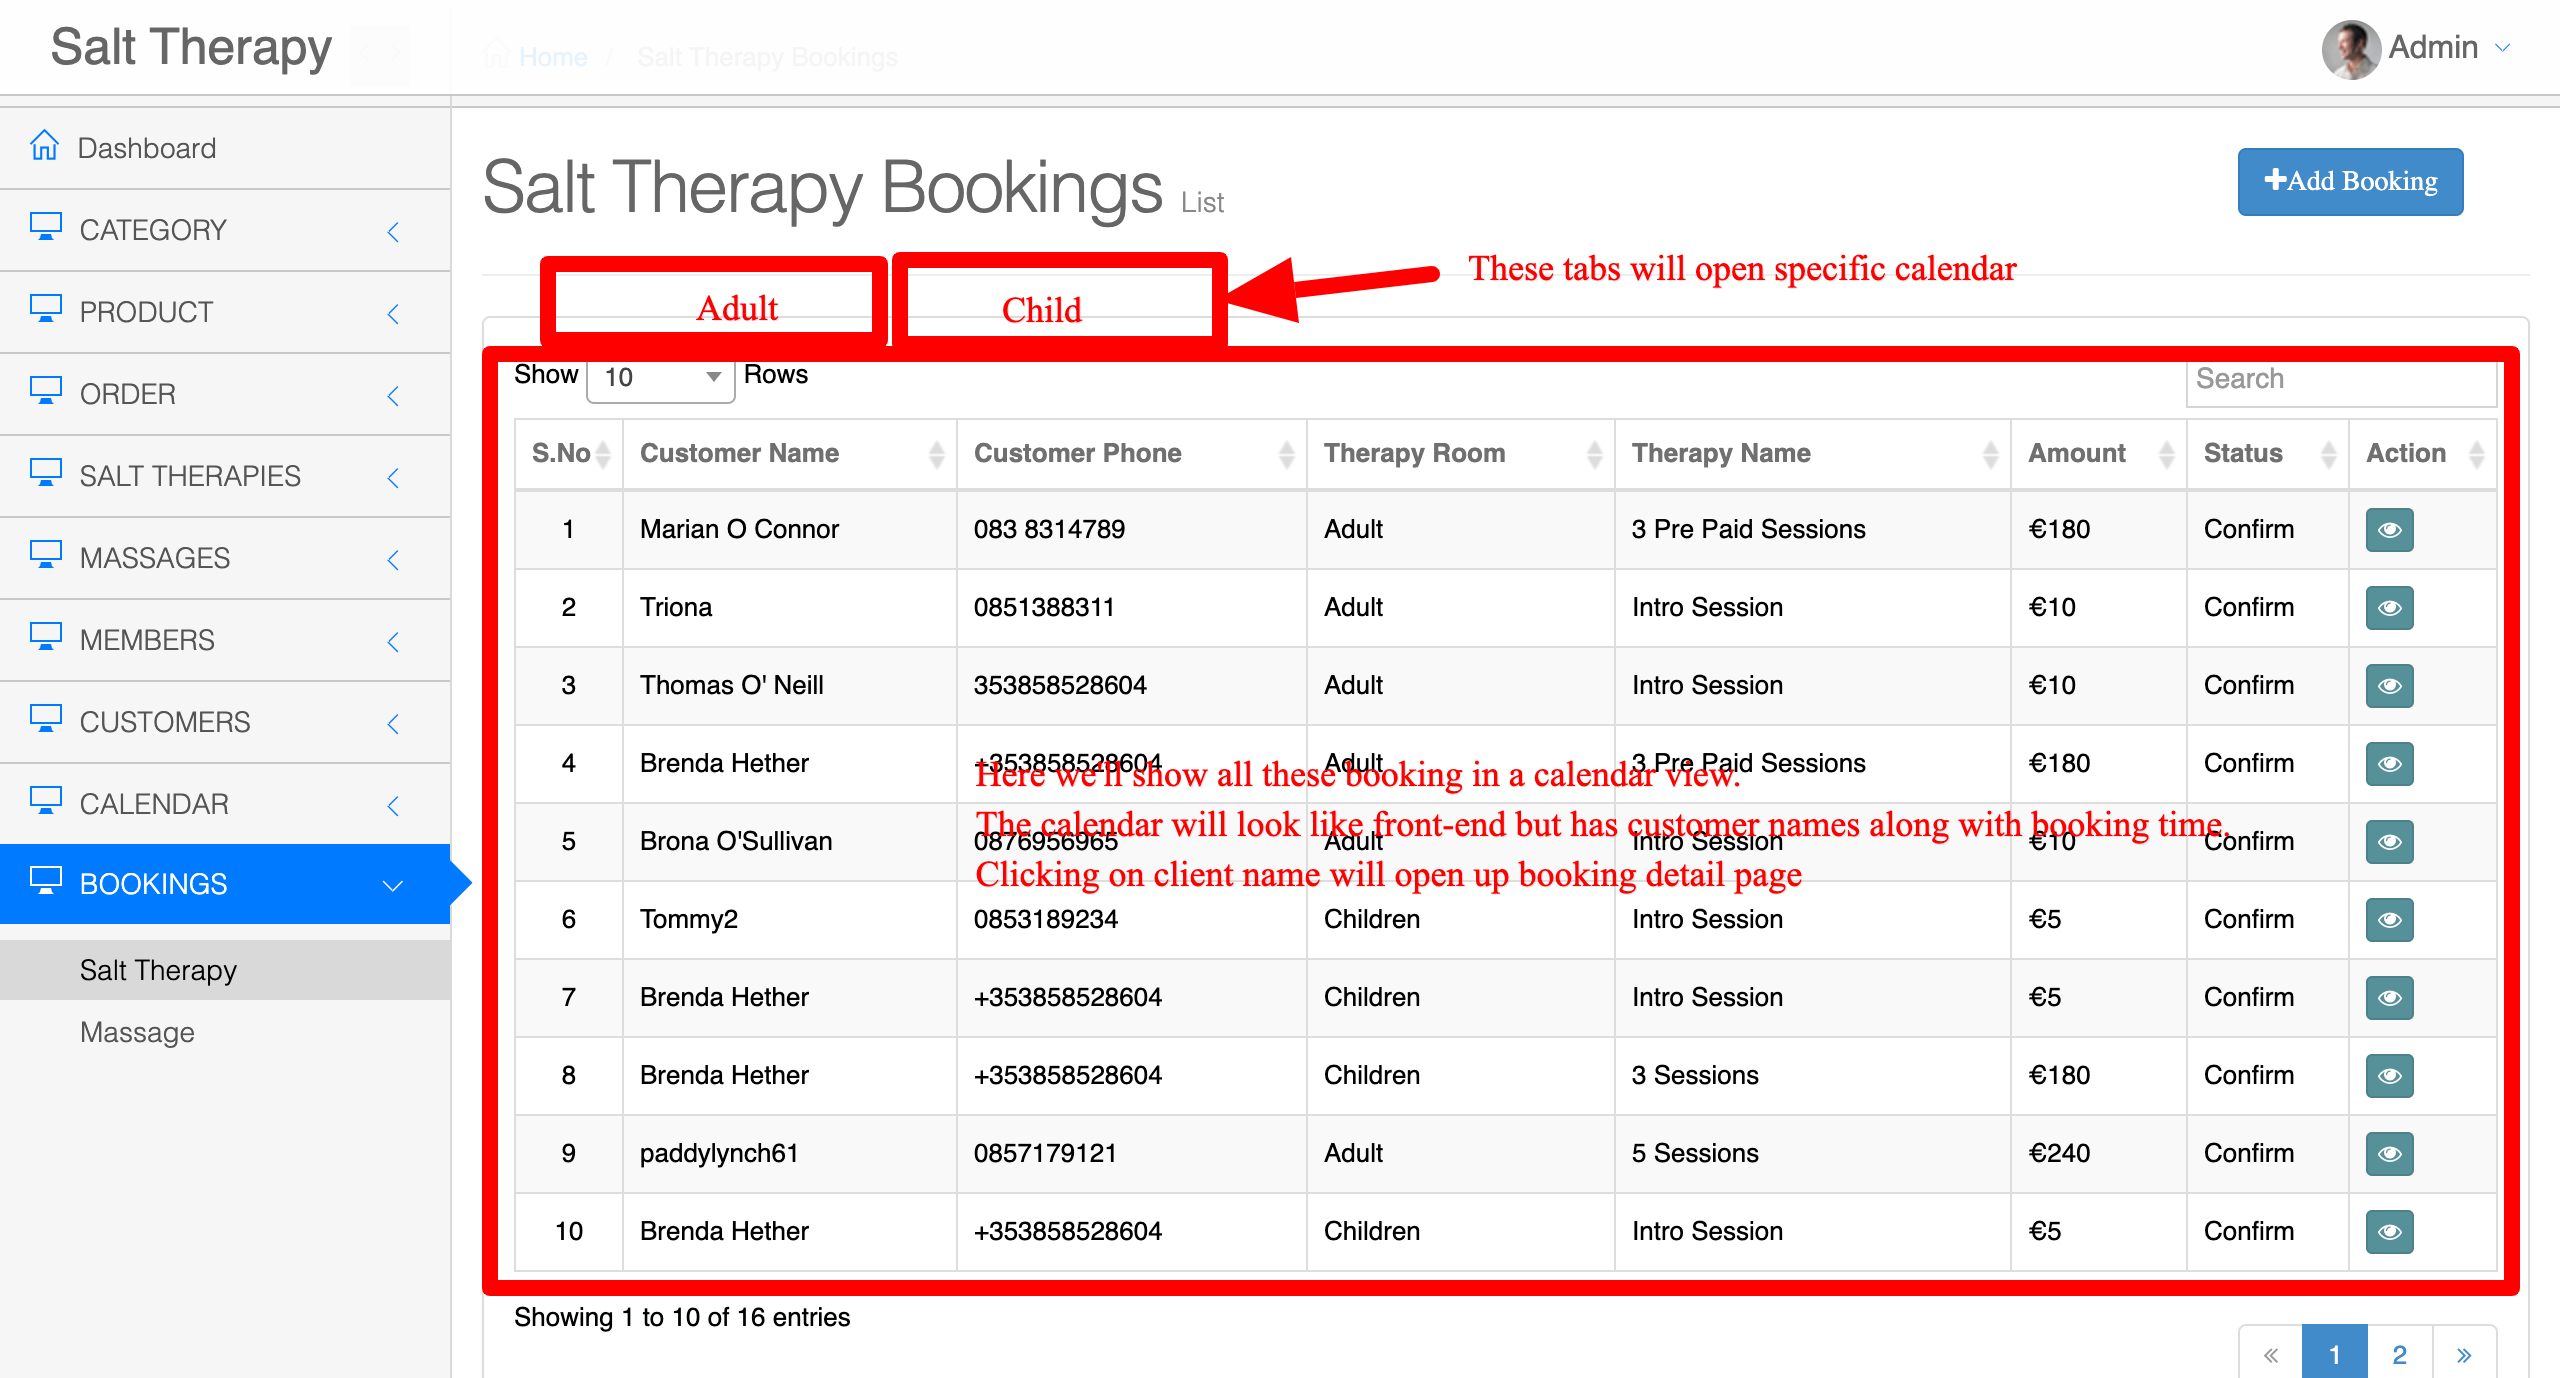 Salt Therapy
Home / Salt Therapy Bookings
Admin
Dashboard
CATEGORY
PRODUCT
ORDER
SALT THERAPIES
MASSAGES
MEMBERS
CUSTOMERS
CALENDAR
BOOKINGS
Salt Therapy
Massage
Salt Therapy Bookings List
+Add Booking
These tabs will open specific calendar
Adult
Child
Show 10 Rows
Search
S.No Customer Name Customer Phone Therapy Room Therapy Name Amount Status Action
1 Marian O Connor 083 8314789 Adult 3 Pre Paid Sessions €180 Confirm
2 Triona 0851388311 Adult Intro Session €10 Confirm
3 Thomas O' Neill 353858528604 Adult Intro Session €10 Confirm
4 Brenda Hether +353858528604 Adult 3 Pre Paid Sessions €180 Confirm
Here we'll show all these booking in a calendar view.
The calendar will look like front-end but has customer names along with booking time.
5 Brona O'Sullivan 0876956965 Adult Intro Session €10 Confirm
Clicking on client name will open up booking detail page
6 Tommy2 0853189234 Children Intro Session €5 Confirm
7 Brenda Hether +353858528604 Children Intro Session €5 Confirm
8 Brenda Hether +353858528604 Children 3 Sessions €180 Confirm
9 paddylynch61 0857179121 Adult 5 Sessions €240 Confirm
10 Brenda Hether +353858528604 Children Intro Session €5 Confirm
Showing 1 to 10 of 16 entries
« 1 2 »